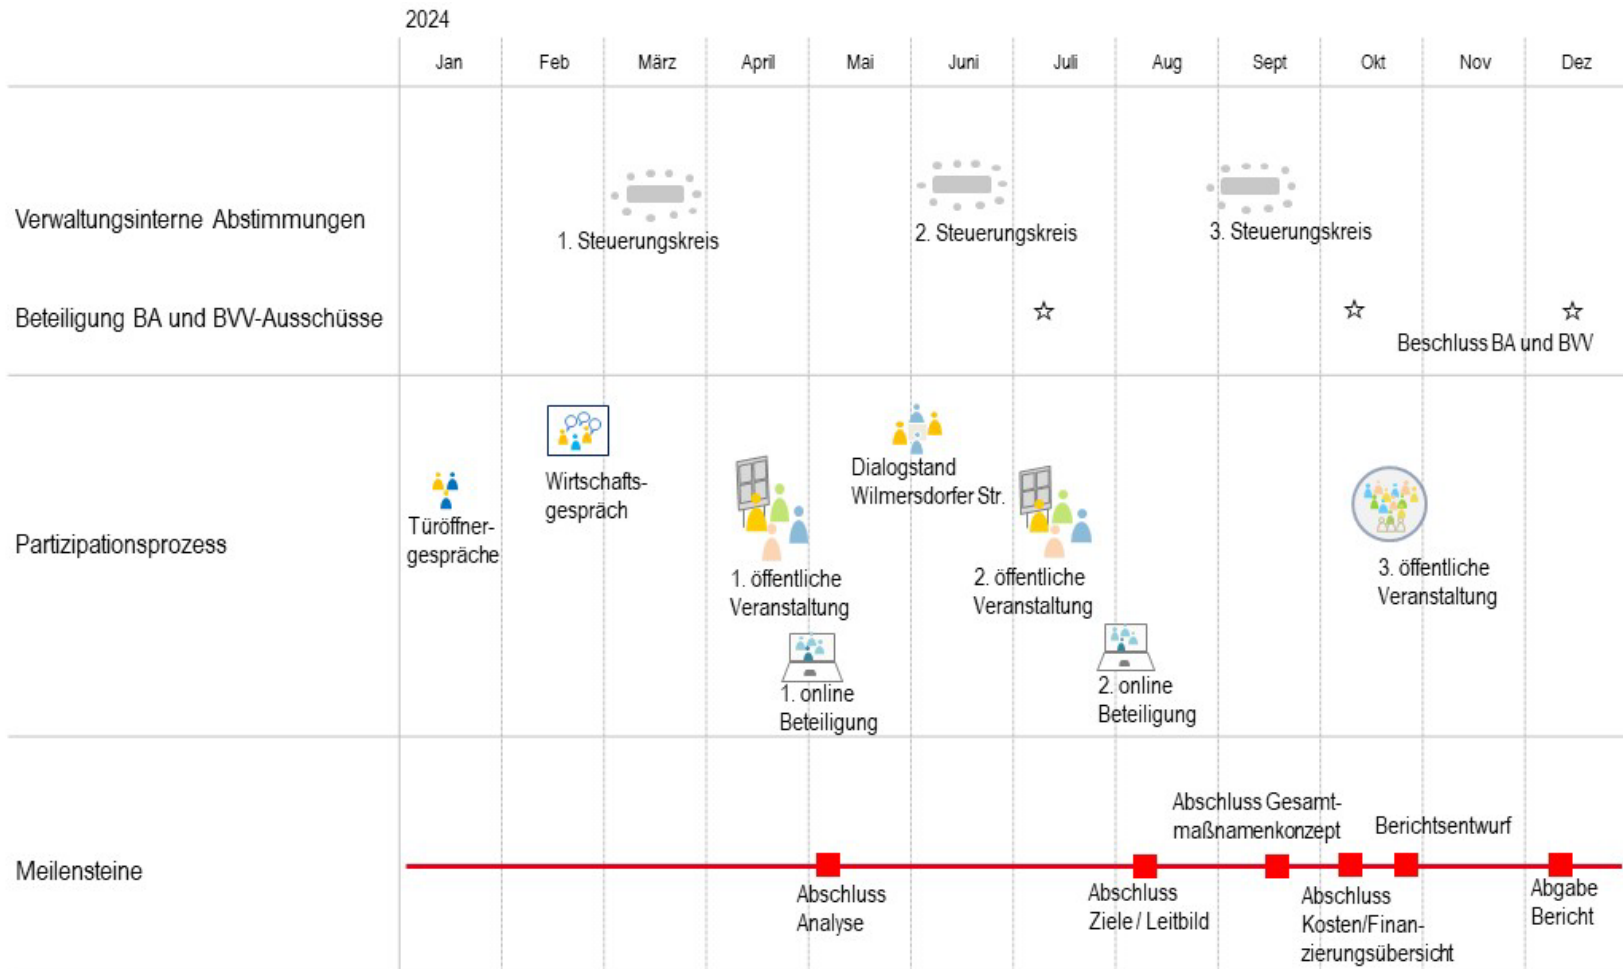 2024
Jan
Feb
März
April
Mai
Juni
Juli
Aug
Sept
Okt
Nov
Dez
Verwaltungsinterne Abstimmungen
1. Steuerungskreis
2. Steuerungskreis
3. Steuerungskreis
Beteiligung BA und BVV-Ausschüsse
Beschluss BA und BVV
Partizipationsprozess
Türöffner-
gespräche
Wirtschafts-
gespräch
1. öffentliche
Veranstaltung
1. online
Beteiligung
Dialogstand
Wilmersdorfer Str.
2. öffentliche
Veranstaltung
2. online
Beteiligung
3. öffentliche
Veranstaltung
Meilensteine
Abschluss
Analyse
Abschluss
Ziele / Leitbild
Abschluss Gesamt-
maßnamenkonzept
Abschluss
Kosten/Finan-
zierungsübersicht
Berichtsentwurf
Abgabe
Bericht